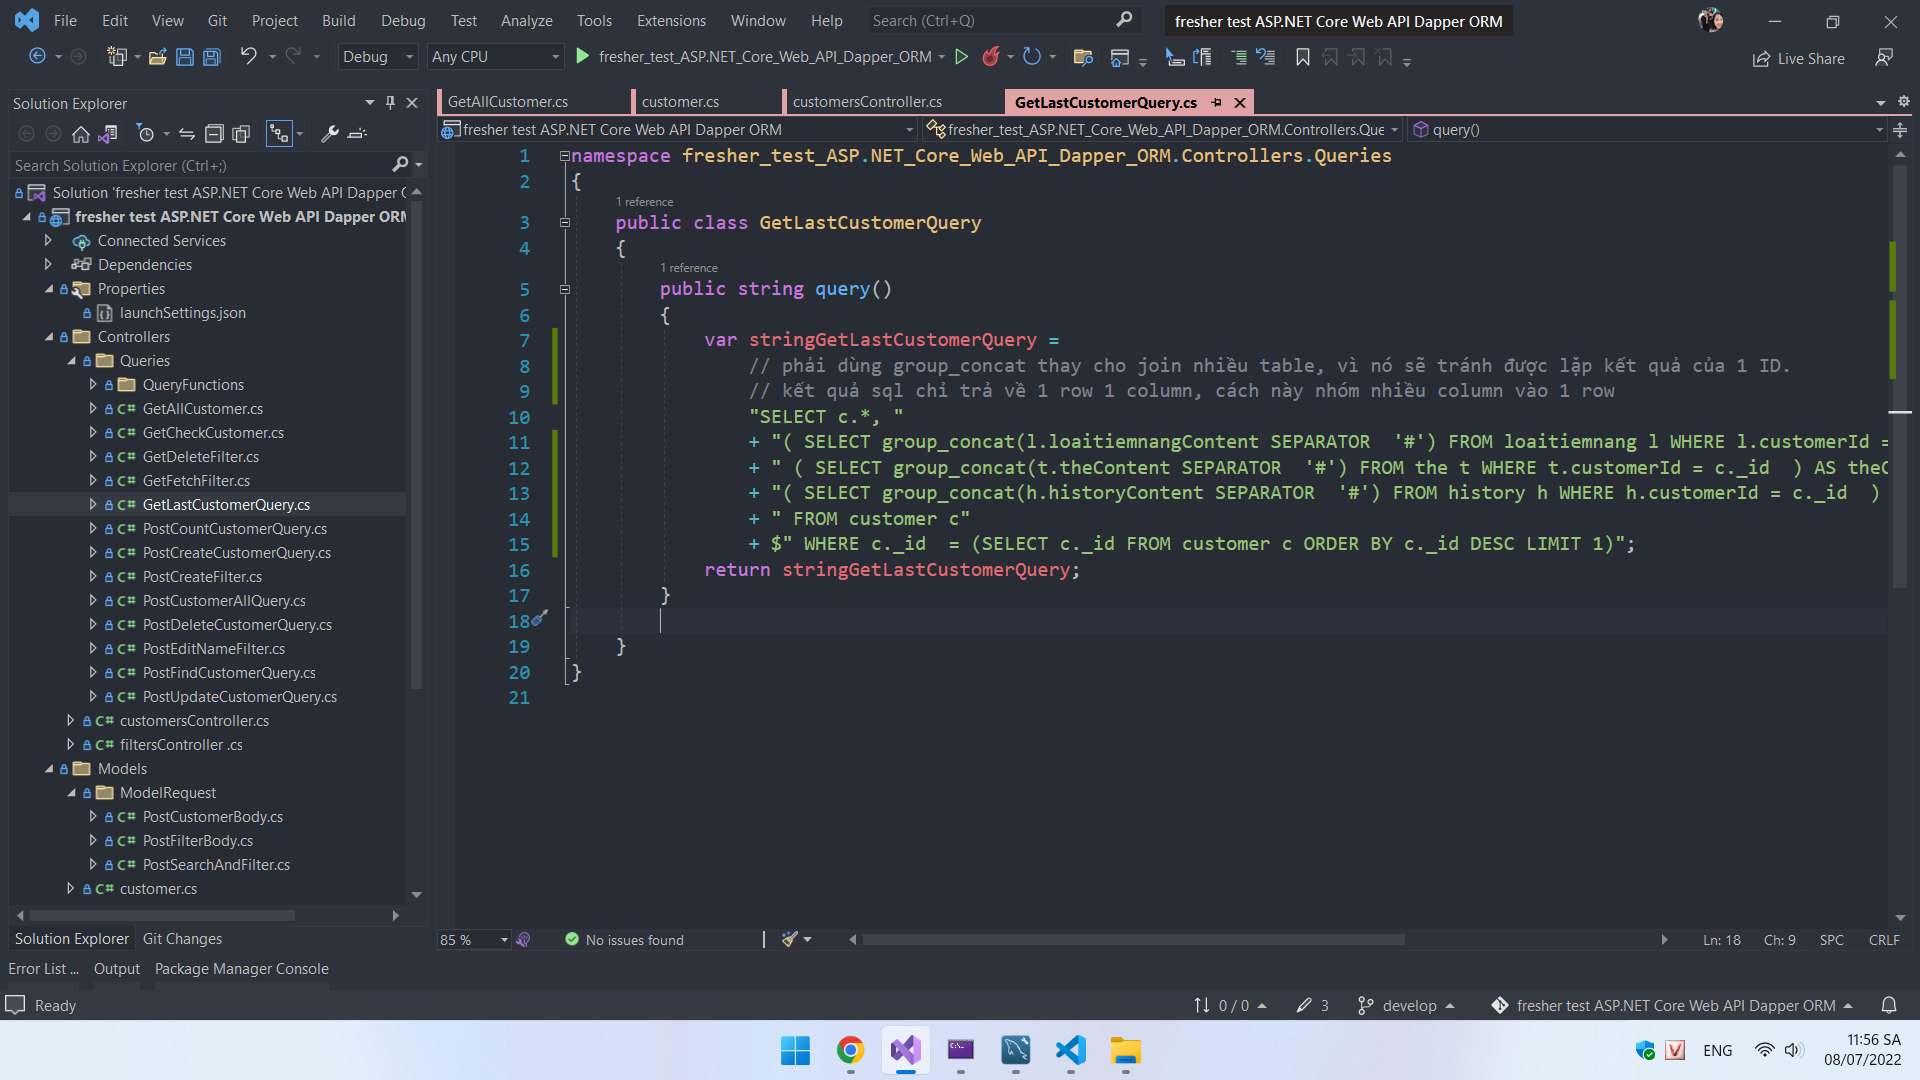 File Edit View Git Project Build Debug Test Analyze Tools Extensions Window Help Search (Ctrl+Q) fresher test ASP.NET Core Web API Dapper ORM
Debug Any CPU fresher_test_ASP.NET_Core_Web_API_Dapper_ORM Live Share
Solution Explorer
Search Solution Explorer (Ctrl+;)
Solution 'fresher test ASP.NET Core Web API Dapper
fresher test ASP.NET Core Web API Dapper ORM
Connected Services
Dependencies
Properties
launchSettings.json
Controllers
Queries
QueryFunctions
C# GetAllCustomer.cs
C# GetCheckCustomer.cs
C# GetDeleteFilter.cs
C# GetFetchFilter.cs
C# GetLastCustomerQuery.cs
C# PostCountCustomerQuery.cs
C# PostCreateCustomerQuery.cs
C# PostCreateFilter.cs
C# PostCustomerAllQuery.cs
C# PostDeleteCustomerQuery.cs
C# PostEditNameFilter.cs
C# PostFindCustomerQuery.cs
C# PostUpdateCustomerQuery.cs
C# customersController.cs
C# filtersController .cs
Models
ModelRequest
C# PostCustomerBody.cs
C# PostFilterBody.cs
C# PostSearchAndFilter.cs
C# customer.cs
Solution Explorer Git Changes
GetAllCustomer.cs customer.cs customersController.cs GetLastCustomerQuery.cs
fresher test ASP.NET Core Web API Dapper ORM fresher_test_ASP.NET_Core_Web_API_Dapper_ORM.Controllers.Que query()
1 namespace fresher_test_ASP.NET_Core_Web_API_Dapper_ORM.Controllers.Queries
2 {
1 reference
3 public class GetLastCustomerQuery
4 {
1 reference
5 public string query()
6 {
7 var stringGetLastCustomerQuery =
8 // phải dùng group_concat thay cho join nhiều table, vì nó sẽ tránh được lặp kết quả của 1 ID.
9 // kết quả sql chỉ trả về 1 row 1 column, cách này nhóm nhiều column vào 1 row
10 "SELECT c.*, "
11 + "( SELECT group_concat(l.loaitiemnangContent SEPARATOR  '#') FROM loaitiemnang l WHERE l.customerId =
12 + " ( SELECT group_concat(t.theContent SEPARATOR  '#') FROM the t WHERE t.customerId = c._id  ) AS theC
13 + "( SELECT group_concat(h.historyContent SEPARATOR  '#') FROM history h WHERE h.customerId = c._id  )
14 + " FROM customer c"
15 + $" WHERE c._id  = (SELECT c._id FROM customer c ORDER BY c._id DESC LIMIT 1)";
16 return stringGetLastCustomerQuery;
17 }
18
19 }
20 }
21
85 % No issues found Ln: 18 Ch: 9 SPC CRLF
Error List ... Output Package Manager Console
Ready 0 / 0 3 develop fresher test ASP.NET Core Web API Dapper ORM
ENG 11:56 SA
08/07/2022